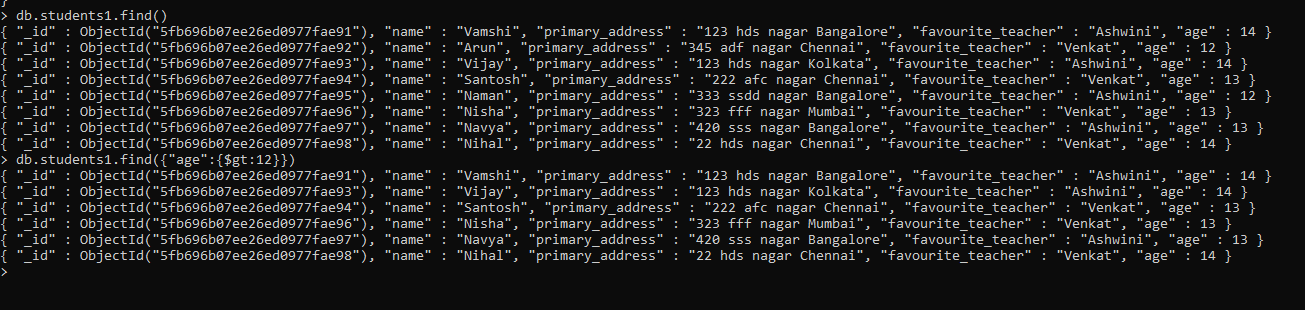 }
> db.students1.find()
{ "_id" : ObjectId("5fb696b07ee26ed0977fae91"), "name" : "Vamshi", "primary_address" : "123 hds nagar Bangalore", "favourite_teacher" : "Ashwini", "age" : 14 }
{ "_id" : ObjectId("5fb696b07ee26ed0977fae92"), "name" : "Arun", "primary_address" : "345 adf nagar Chennai", "favourite_teacher" : "Venkat", "age" : 12 }
{ "_id" : ObjectId("5fb696b07ee26ed0977fae93"), "name" : "Vijay", "primary_address" : "123 hds nagar Kolkata", "favourite_teacher" : "Ashwini", "age" : 14 }
{ "_id" : ObjectId("5fb696b07ee26ed0977fae94"), "name" : "Santosh", "primary_address" : "222 afc nagar Chennai", "favourite_teacher" : "Venkat", "age" : 13 }
{ "_id" : ObjectId("5fb696b07ee26ed0977fae95"), "name" : "Naman", "primary_address" : "333 ssdd nagar Bangalore", "favourite_teacher" : "Ashwini", "age" : 12 }
{ "_id" : ObjectId("5fb696b07ee26ed0977fae96"), "name" : "Nisha", "primary_address" : "323 fff nagar Mumbai", "favourite_teacher" : "Venkat", "age" : 13 }
{ "_id" : ObjectId("5fb696b07ee26ed0977fae97"), "name" : "Navya", "primary_address" : "420 sss nagar Bangalore", "favourite_teacher" : "Ashwini", "age" : 13 }
{ "_id" : ObjectId("5fb696b07ee26ed0977fae98"), "name" : "Nihal", "primary_address" : "22 hds nagar Chennai", "favourite_teacher" : "Venkat", "age" : 14 }
> db.students1.find({"age":{$gt:12}})
{ "_id" : ObjectId("5fb696b07ee26ed0977fae91"), "name" : "Vamshi", "primary_address" : "123 hds nagar Bangalore", "favourite_teacher" : "Ashwini", "age" : 14 }
{ "_id" : ObjectId("5fb696b07ee26ed0977fae93"), "name" : "Vijay", "primary_address" : "123 hds nagar Kolkata", "favourite_teacher" : "Ashwini", "age" : 14 }
{ "_id" : ObjectId("5fb696b07ee26ed0977fae94"), "name" : "Santosh", "primary_address" : "222 afc nagar Chennai", "favourite_teacher" : "Venkat", "age" : 13 }
{ "_id" : ObjectId("5fb696b07ee26ed0977fae96"), "name" : "Nisha", "primary_address" : "323 fff nagar Mumbai", "favourite_teacher" : "Venkat", "age" : 13 }
{ "_id" : ObjectId("5fb696b07ee26ed0977fae97"), "name" : "Navya", "primary_address" : "420 sss nagar Bangalore", "favourite_teacher" : "Ashwini", "age" : 13 }
{ "_id" : ObjectId("5fb696b07ee26ed0977fae98"), "name" : "Nihal", "primary_address" : "22 hds nagar Chennai", "favourite_teacher" : "Venkat", "age" : 14 }
>